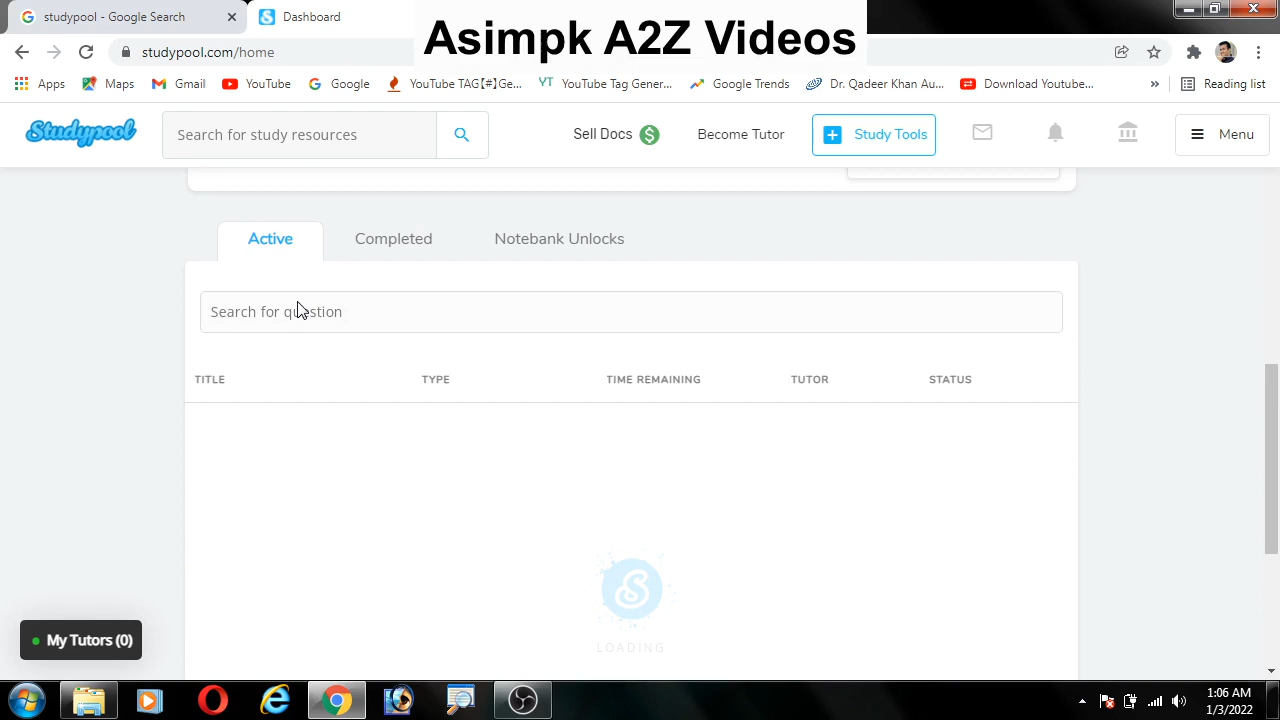 studypool - Google Search
Dashboard
Asimpk A2Z Videos
studypool.com/home
Apps
Maps
Gmail
YouTube
Google
YouTube TAG【#】Ge...
YT YouTube Tag Gener...
Google Trends
Dr. Qadeer Khan Au...
Download Youtube...
»
Reading list
Studypool
Search for study resources
Sell Docs $
Become Tutor
+ Study Tools
Menu
Active
Completed
Notebank Unlocks
Search for question
TITLE
TYPE
TIME REMAINING
TUTOR
STATUS
S
LOADING
My Tutors (0)
1:06 AM
1/3/2022